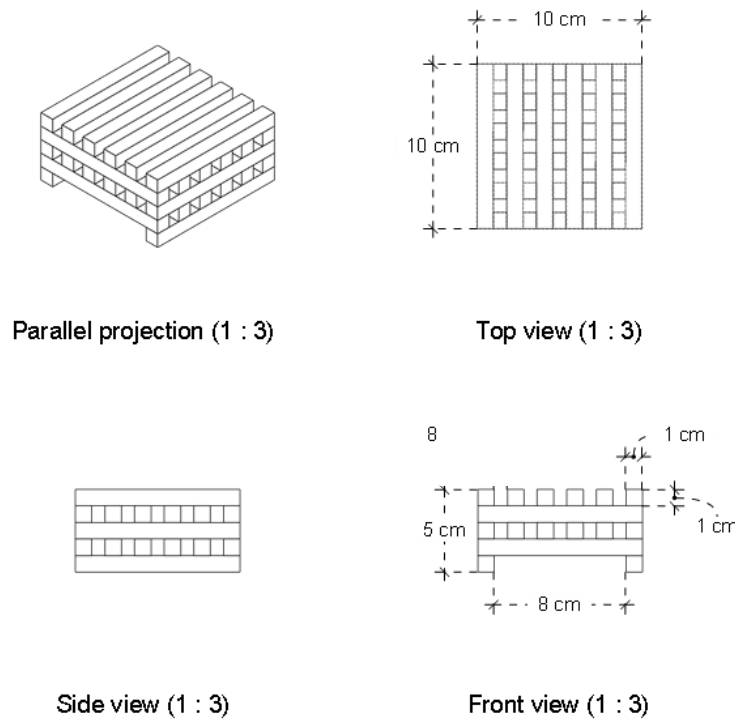 10 cm
10 cm
Parallel projection (1 : 3)
Top view (1 : 3)
8
1 cm
5 cm
1 cm
8 cm
Side view (1 : 3)
Front view (1 : 3)